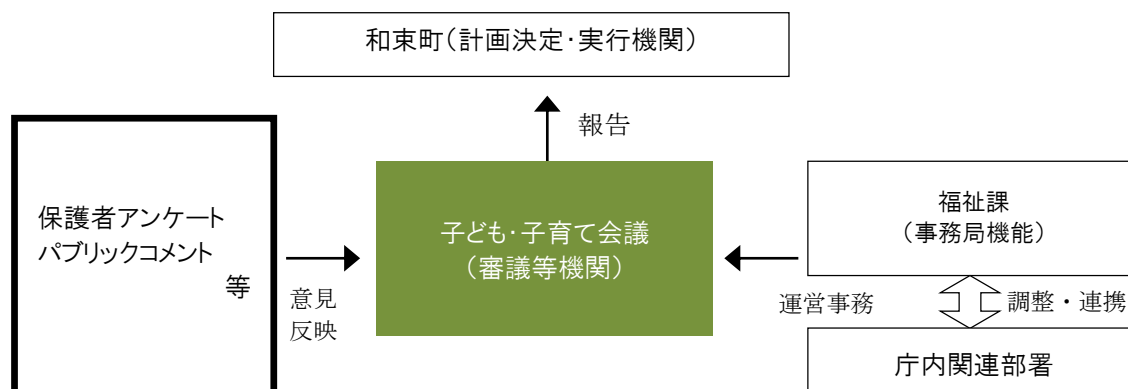 和束町（計画決定・実行機関）
報告
保護者アンケート
パブリックコメント
等
意見
反映
子ども・子育て会議
（審議等機関）
福祉課
（事務局機能）
運営事務
調整・連携
庁内関連部署